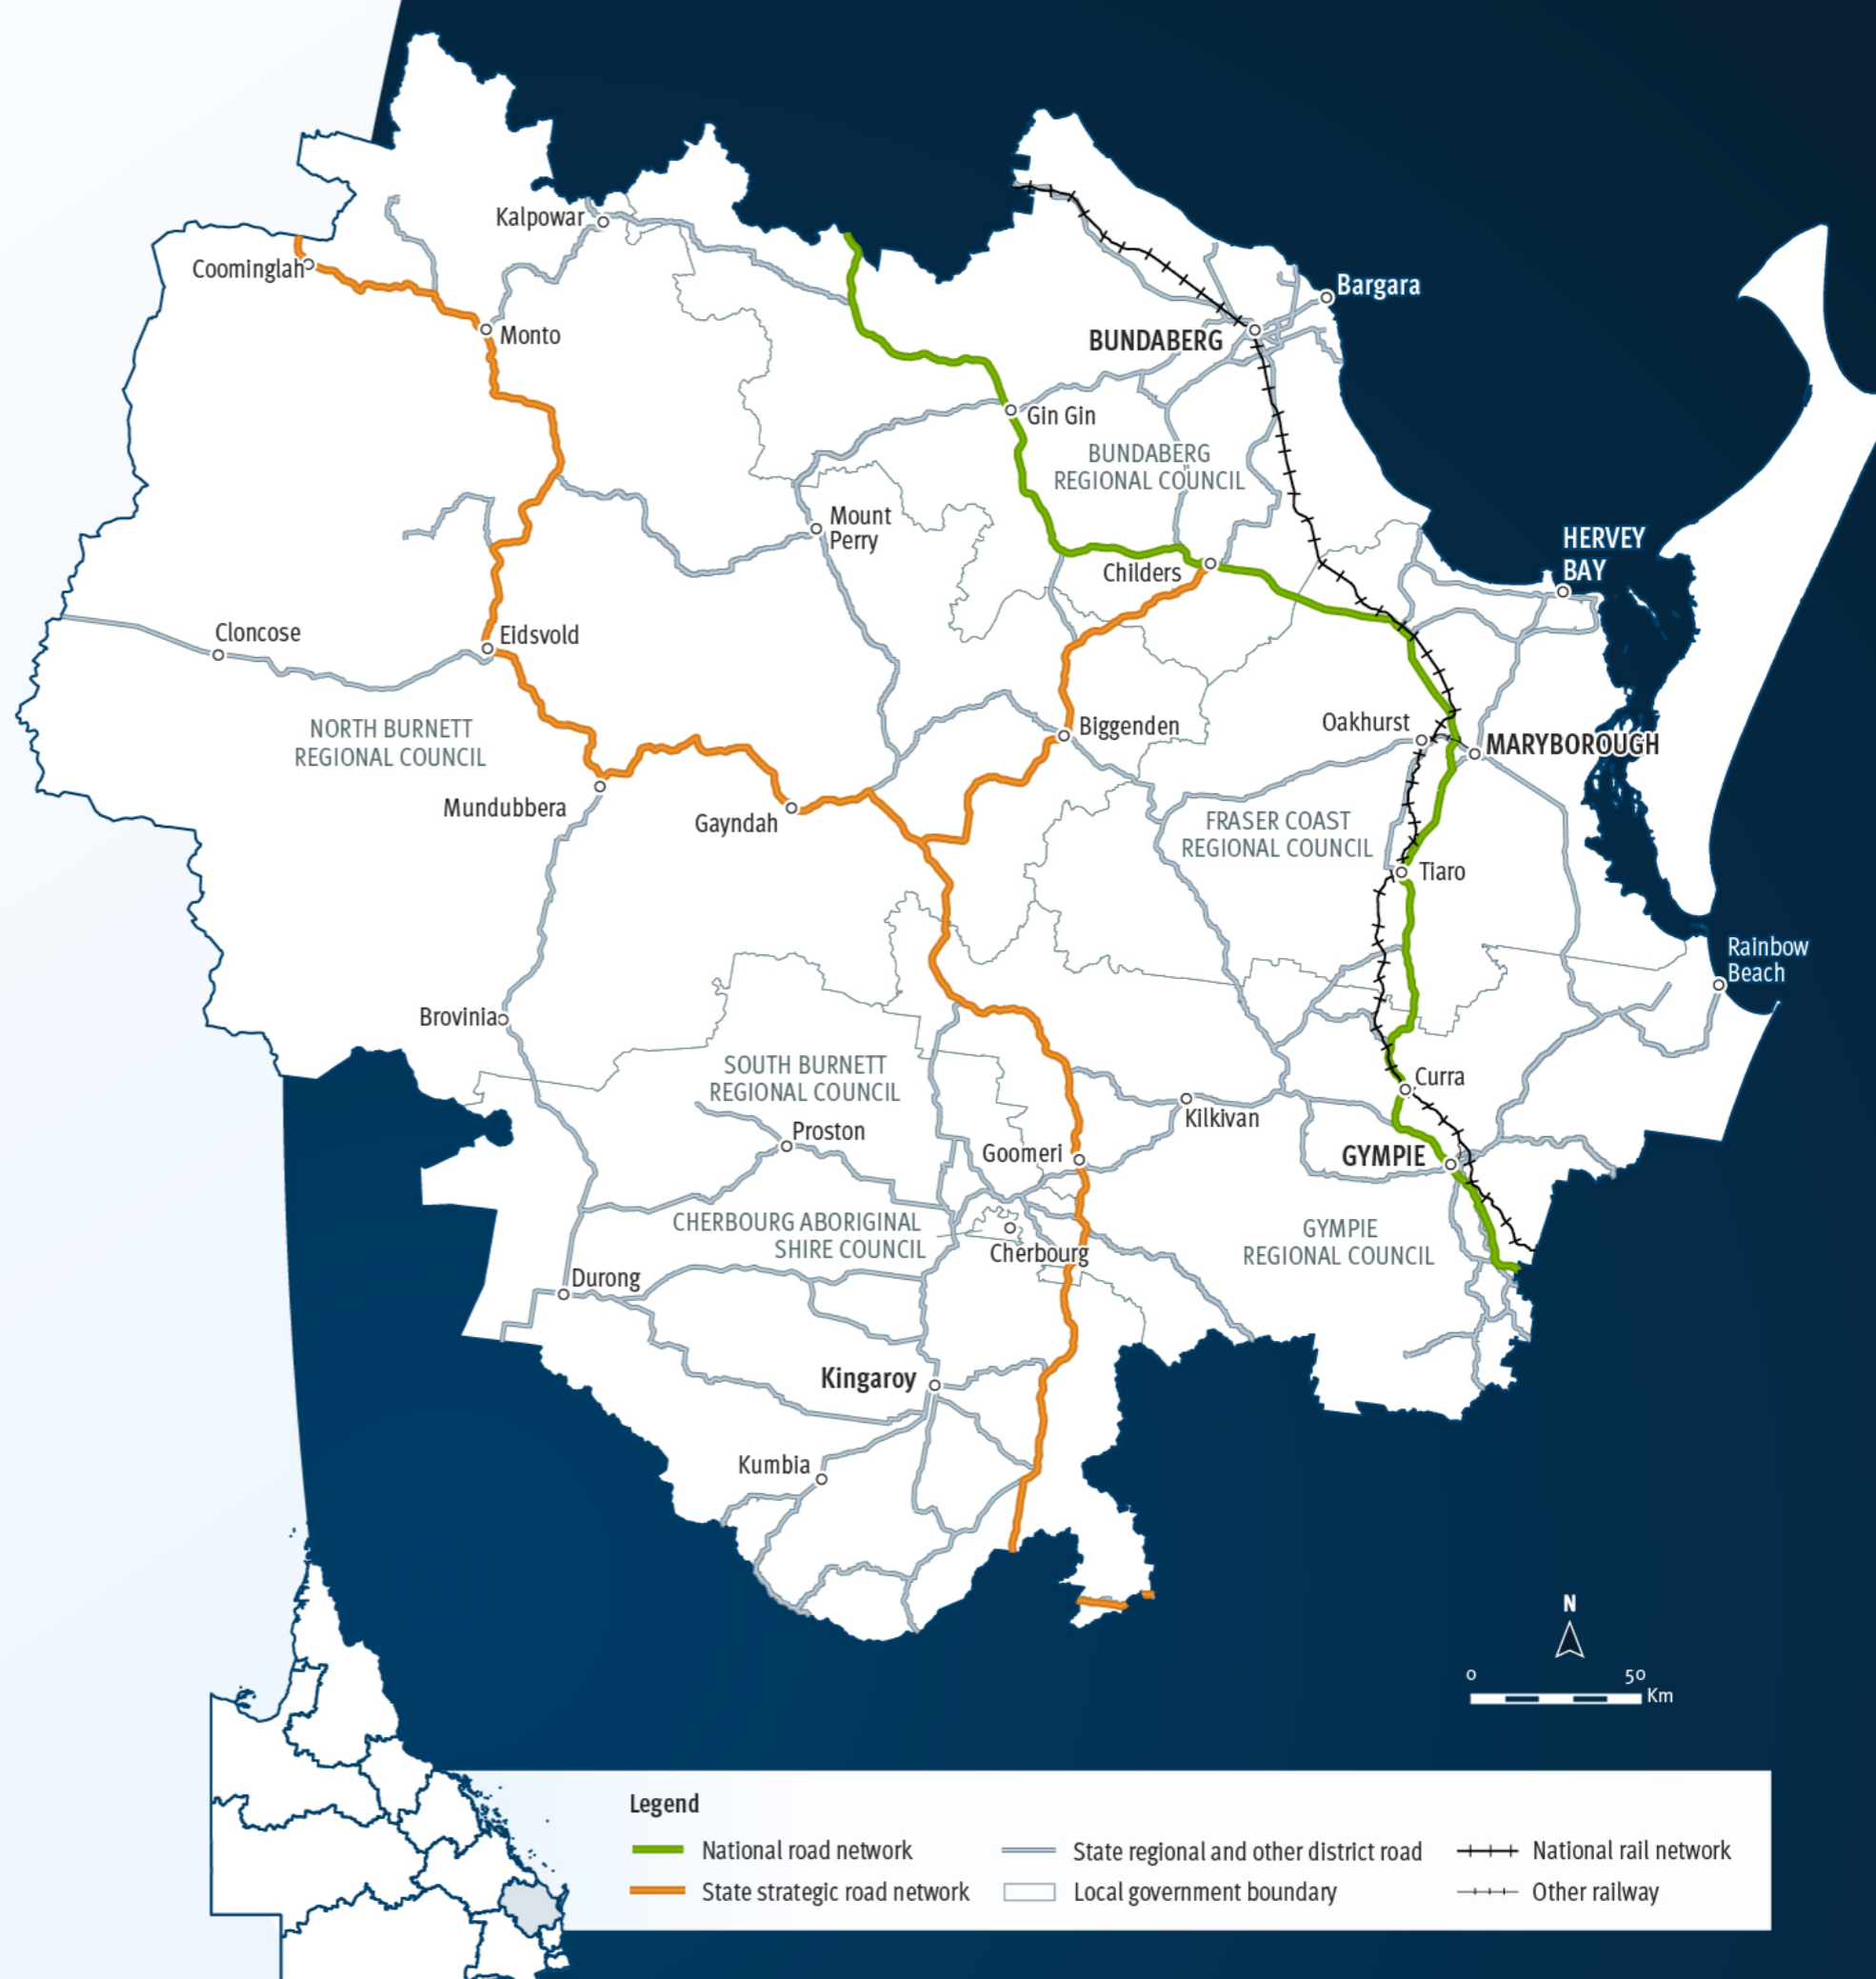 Kalpowar
Coominglah
Monto
Bargara
BUNDABERG
Gin Gin
BUNDABERG
REGIONAL COUNCIL
Mount
Perry
HERVEY
BAY
Childers
Cloncose
Eidsvold
NORTH BURNETT
REGIONAL COUNCIL
Biggenden
Oakhurst
MARYBOROUGH
Mundubbera
Gayndah
FRASER COAST
REGIONAL COUNCIL
Tiaro
Rainbow
Beach
Brovinia
SOUTH BURNETT
REGIONAL COUNCIL
Curra
Kilkivan
Proston
Goomeri
GYMPIE
CHERBOURG ABORIGINAL
SHIRE COUNCIL
Cherbourg
GYMPIE
REGIONAL COUNCIL
Durong
Kingaroy
Kumbia
N
0 50
Km
Legend
National road network
State regional and other district road
National rail network
State strategic road network
Local government boundary
Other railway